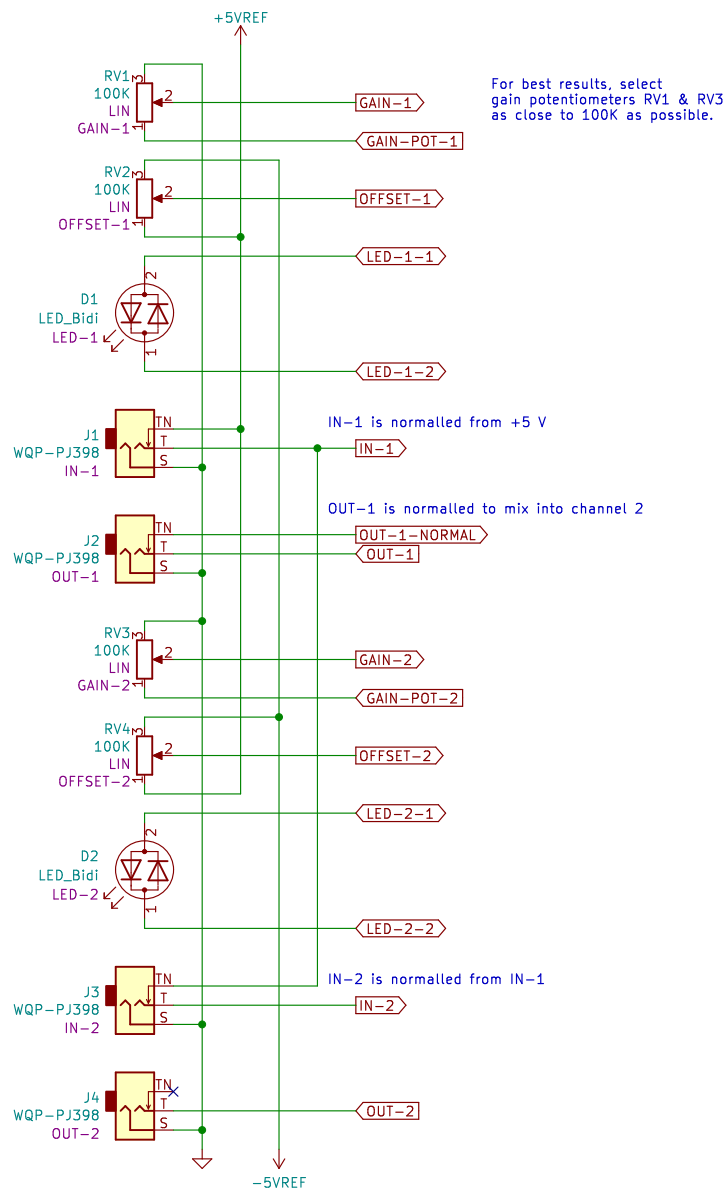 +5VREF
RV1
100K
LIN
GAIN-1
3
2
1
GAIN-1
GAIN-POT-1
For best results, select
gain potentiometers RV1 & RV3
as close to 100K as possible.
RV2
100K
LIN
OFFSET-1
3
2
1
OFFSET-1
LED-1-1
D1
LED_Bidi
LED-1
2
1
LED-1-2
J1
WQP-PJ398
IN-1
TN
T
S
IN-1 is normalled from +5 V
IN-1
OUT-1 is normalled to mix into channel 2
J2
WQP-PJ398
OUT-1
TN
T
S
OUT-1-NORMAL
OUT-1
RV3
100K
LIN
GAIN-2
3
2
1
GAIN-2
GAIN-POT-2
RV4
100K
LIN
OFFSET-2
3
2
1
OFFSET-2
LED-2-1
D2
LED_Bidi
LED-2
2
1
LED-2-2
J3
WQP-PJ398
IN-2
TN
T
S
IN-2 is normalled from IN-1
IN-2
J4
WQP-PJ398
OUT-2
TN
T
S
OUT-2
-5VREF